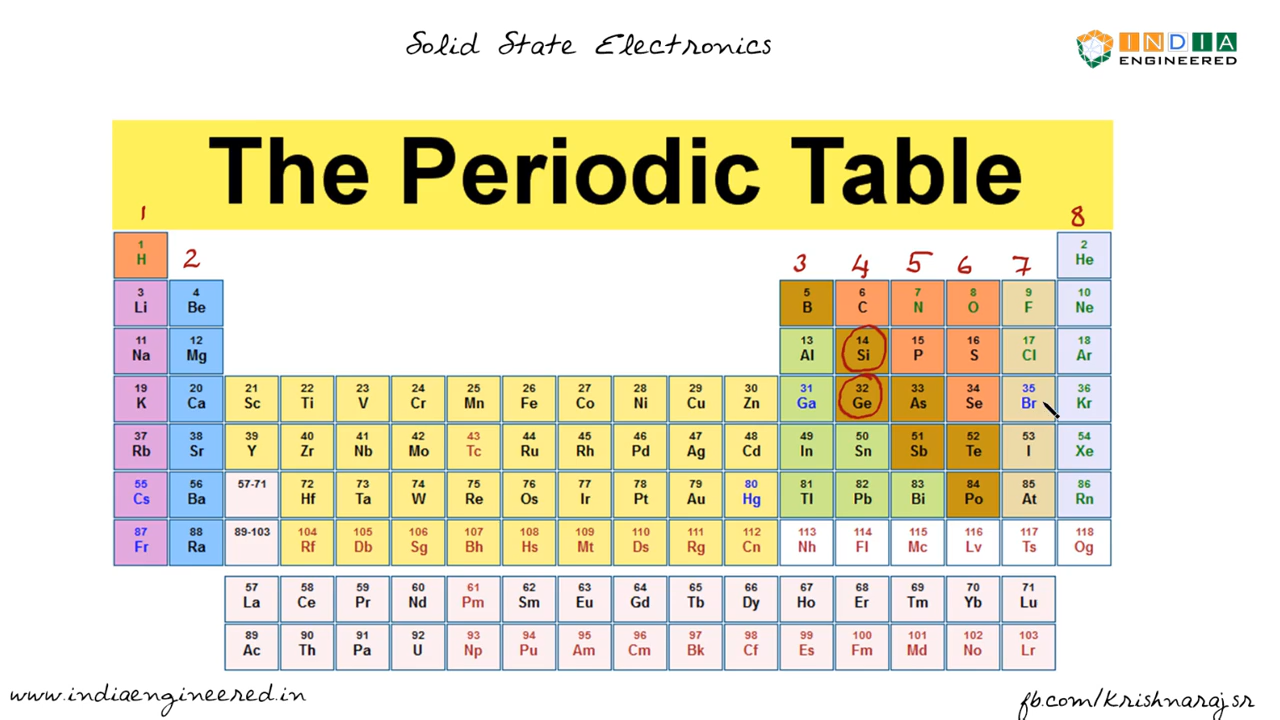 Solid State Electronics
INDIA
ENGINEERED
The Periodic Table
1 8
1 H 2 3 4 5 6 7 2 He
3 Li 4 Be 5 B 6 C 7 N 8 O 9 F 10 Ne
11 Na 12 Mg 13 Al 14 Si 15 P 16 S 17 Cl 18 Ar
19 K 20 Ca 21 Sc 22 Ti 23 V 24 Cr 25 Mn 26 Fe 27 Co 28 Ni 29 Cu 30 Zn 31 Ga 32 Ge 33 As 34 Se 35 Br 36 Kr
37 Rb 38 Sr 39 Y 40 Zr 41 Nb 42 Mo 43 Tc 44 Ru 45 Rh 46 Pd 47 Ag 48 Cd 49 In 50 Sn 51 Sb 52 Te 53 I 54 Xe
55 Cs 56 Ba 57-71 72 Hf 73 Ta 74 W 75 Re 76 Os 77 Ir 78 Pt 79 Au 80 Hg 81 Tl 82 Pb 83 Bi 84 Po 85 At 86 Rn
87 Fr 88 Ra 89-103 104 Rf 105 Db 106 Sg 107 Bh 108 Hs 109 Mt 110 Ds 111 Rg 112 Cn 113 Nh 114 Fl 115 Mc 116 Lv 117 Ts 118 Og
57 La 58 Ce 59 Pr 60 Nd 61 Pm 62 Sm 63 Eu 64 Gd 65 Tb 66 Dy 67 Ho 68 Er 69 Tm 70 Yb 71 Lu
89 Ac 90 Th 91 Pa 92 U 93 Np 94 Pu 95 Am 96 Cm 97 Bk 98 Cf 99 Es 100 Fm 101 Md 102 No 103 Lr
www.indiaengineered.in
fb.com/krishnarajsr